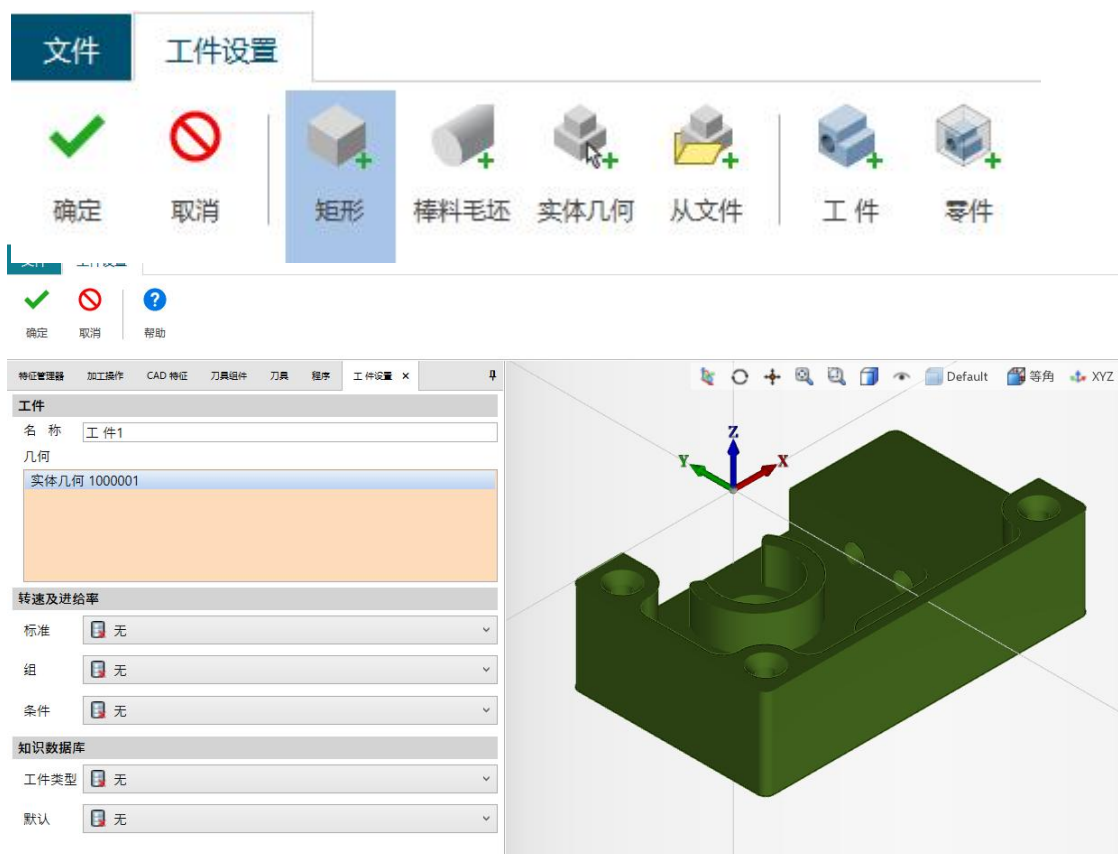 文件 工件设置
确定 取消 矩形 棒料毛坯 实体几何 从文件 工 件 零件
确定 取消 帮助
特征管理器 加工操作 CAD 特征 刀具组件 刀具 程序 工 件设置 ×
Default 等角 XYZ
工件
名 称 工 件1
几何
实体几何 1000001
Z
Y X
转速及进给率
标准 无
组 无
条件 无
知识数据库
工件类型 无
默认 无